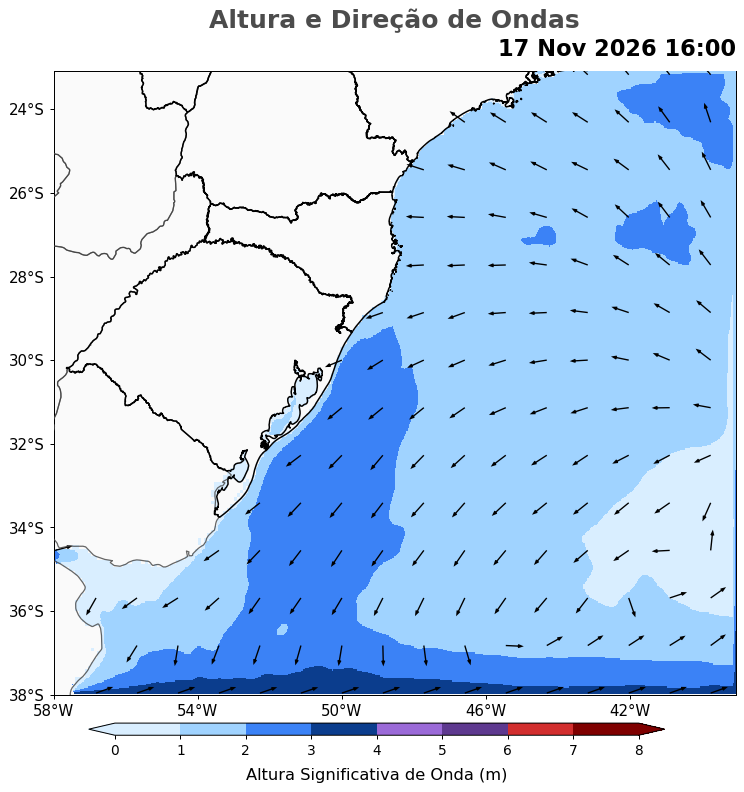 Altura e Direção de Ondas
17 Nov 2026 16:00
24°S
26°S
28°S
30°S
32°S
34°S
36°S
38°S
58°W 54°W 50°W 46°W 42°W
0 1 2 3 4 5 6 7 8
Altura Significativa de Onda (m)